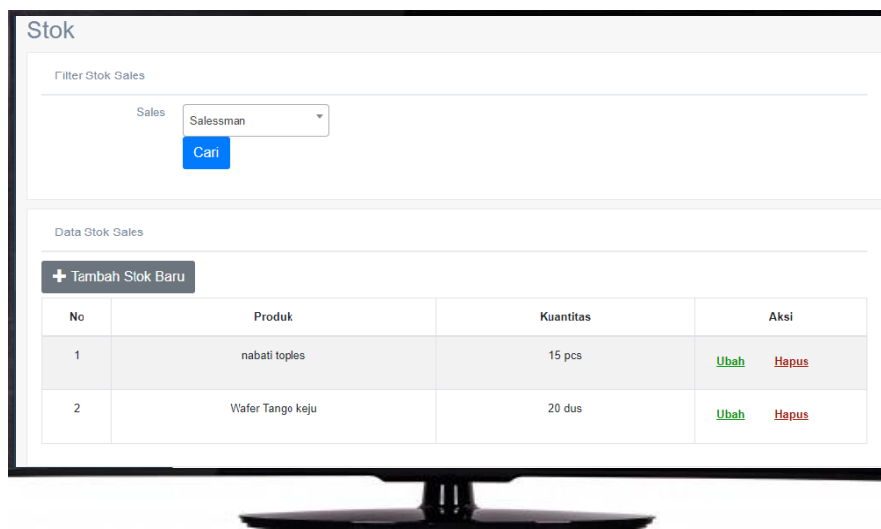 Stok
Filter Stok Sales
Sales
Salessman
Cari
Data Stok Sales
Tambah Stok Baru
No Produk Kuantitas Aksi
1 nabati toples 15 pcs Ubah Hapus
2 Wafer Tango keju 20 dus Ubah Hapus